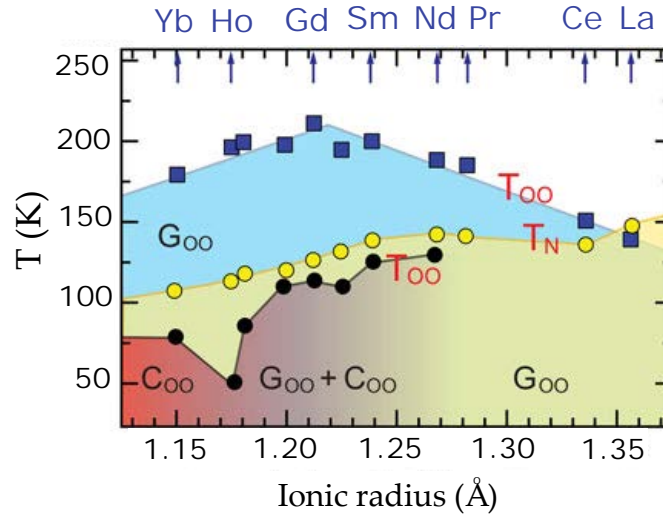 Yb Ho Gd Sm Nd Pr Ce La
250
200
150
100
50
T (K)
T_OO
G_OO
T_N
T_OO
C_OO G_OO + C_OO G_OO
1.15 1.20 1.25 1.30 1.35
Ionic radius (Å)